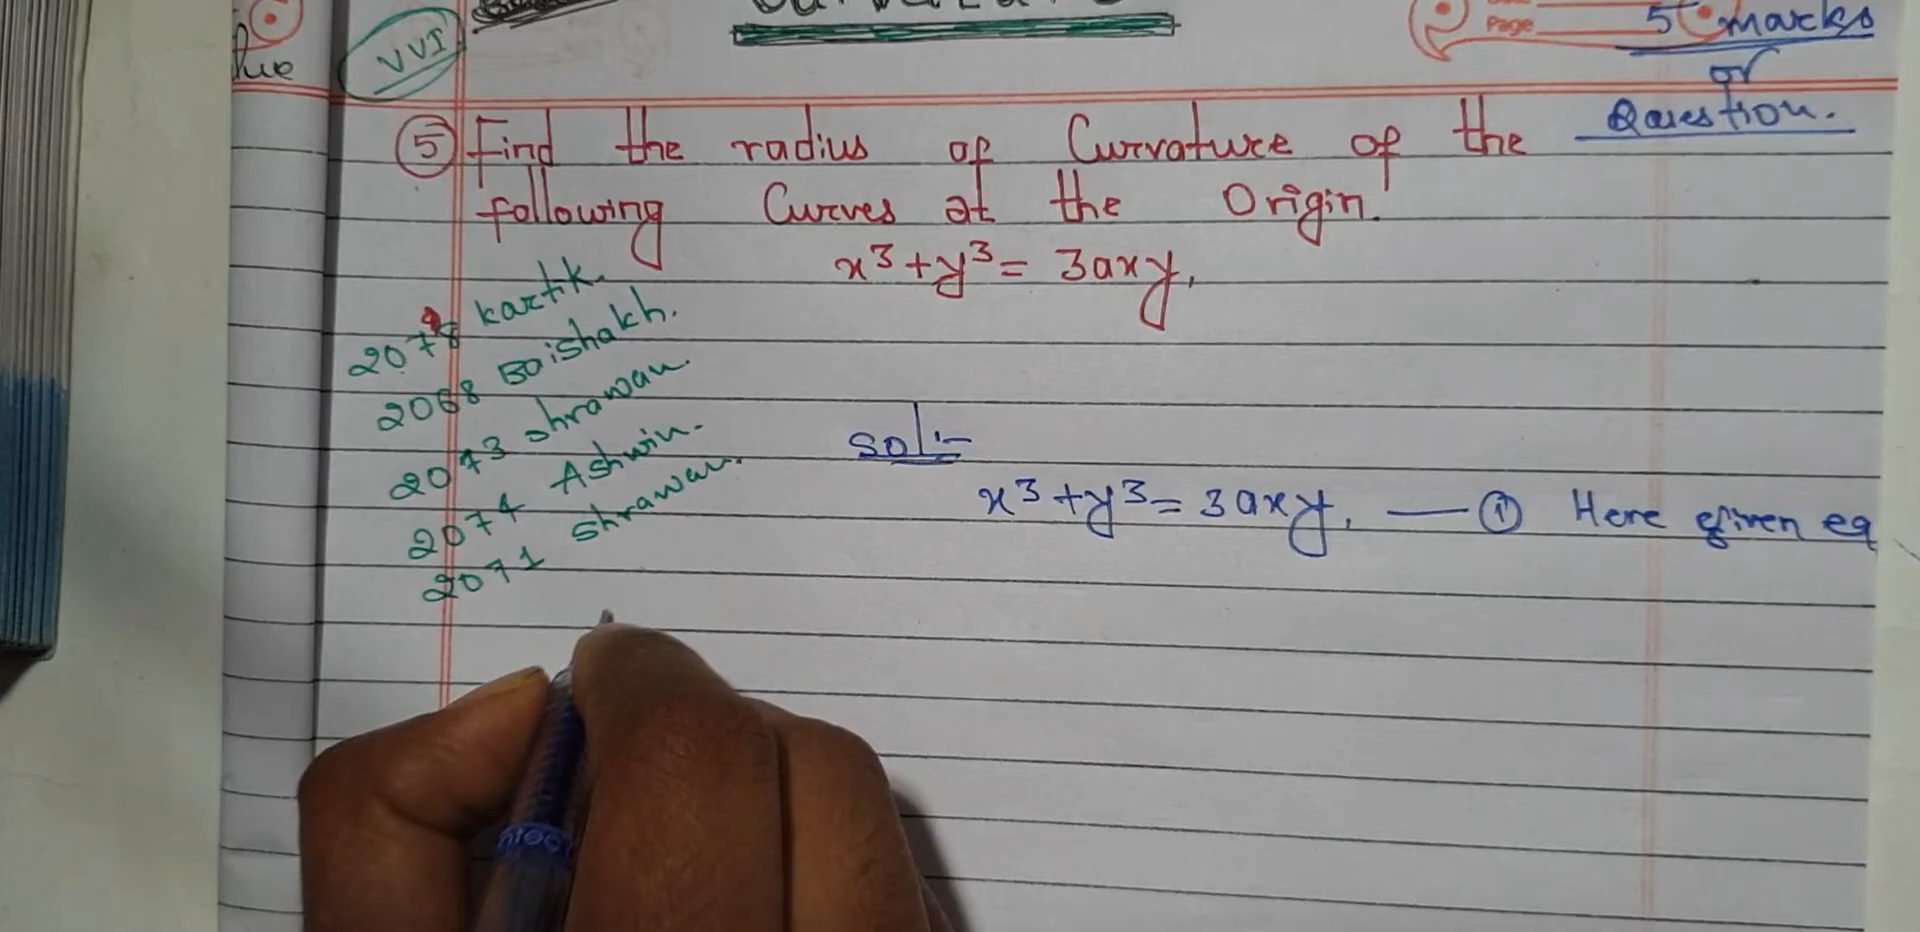 5 marks
Page
VVI
or
Question.
5 Find the radius of Curvature of the
following Curves at the Origin.
x³+y³= 3axy,
kartik.
2068 Baishakh.
2073 shrawan.
2074 Ashwin.
2071 shrawan.
Sol:-
x³+y³= 3axy, — ① Here given eq